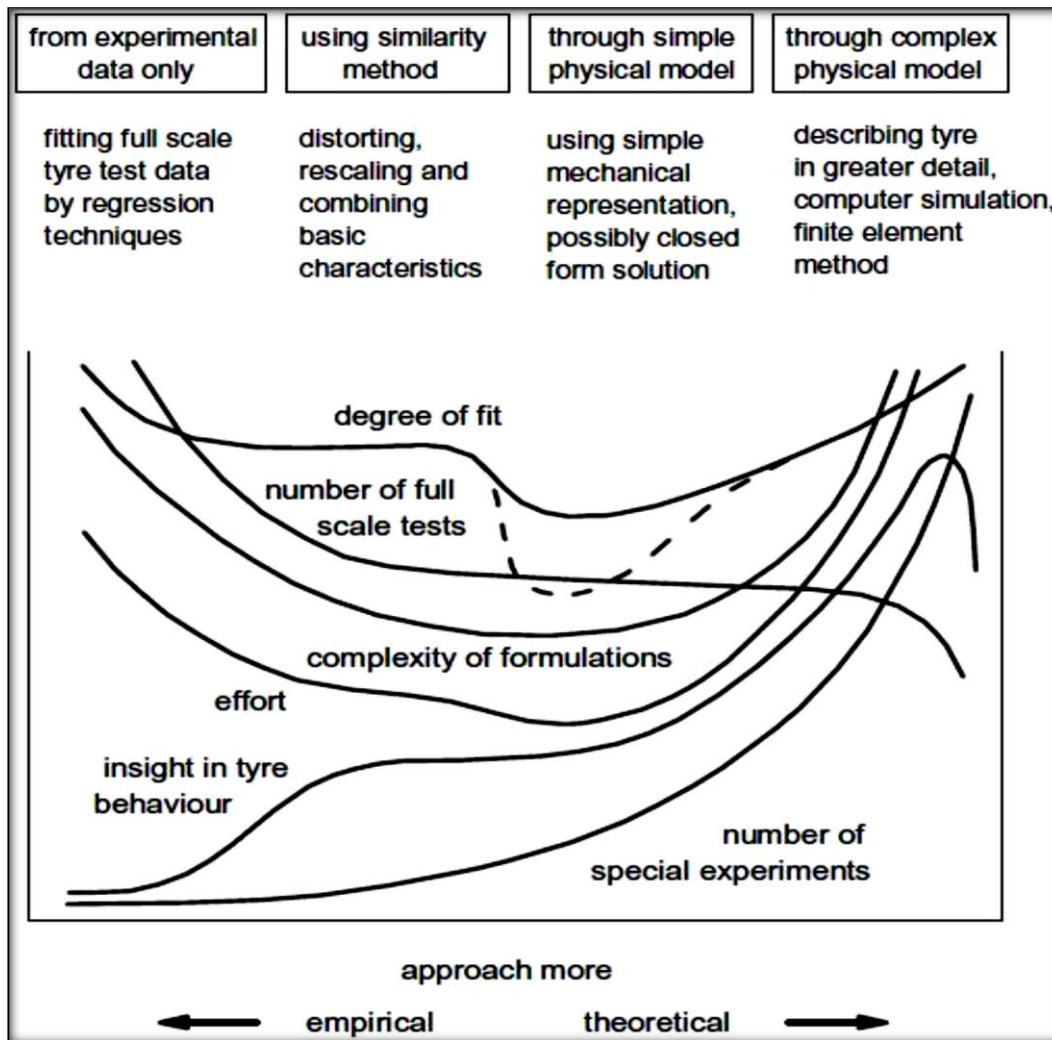 from experimental
data only
using similarity
method
through simple
physical model
through complex
physical model
fitting full scale
tyre test data
by regression
techniques
distorting,
rescaling and
combining
basic
characteristics
using simple
mechanical
representation,
possibly closed
form solution
describing tyre
in greater detail,
computer simulation,
finite element
method
degree of fit
number of full
scale tests
complexity of formulations
effort
insight in tyre
behaviour
number of
special experiments
approach more
empirical theoretical